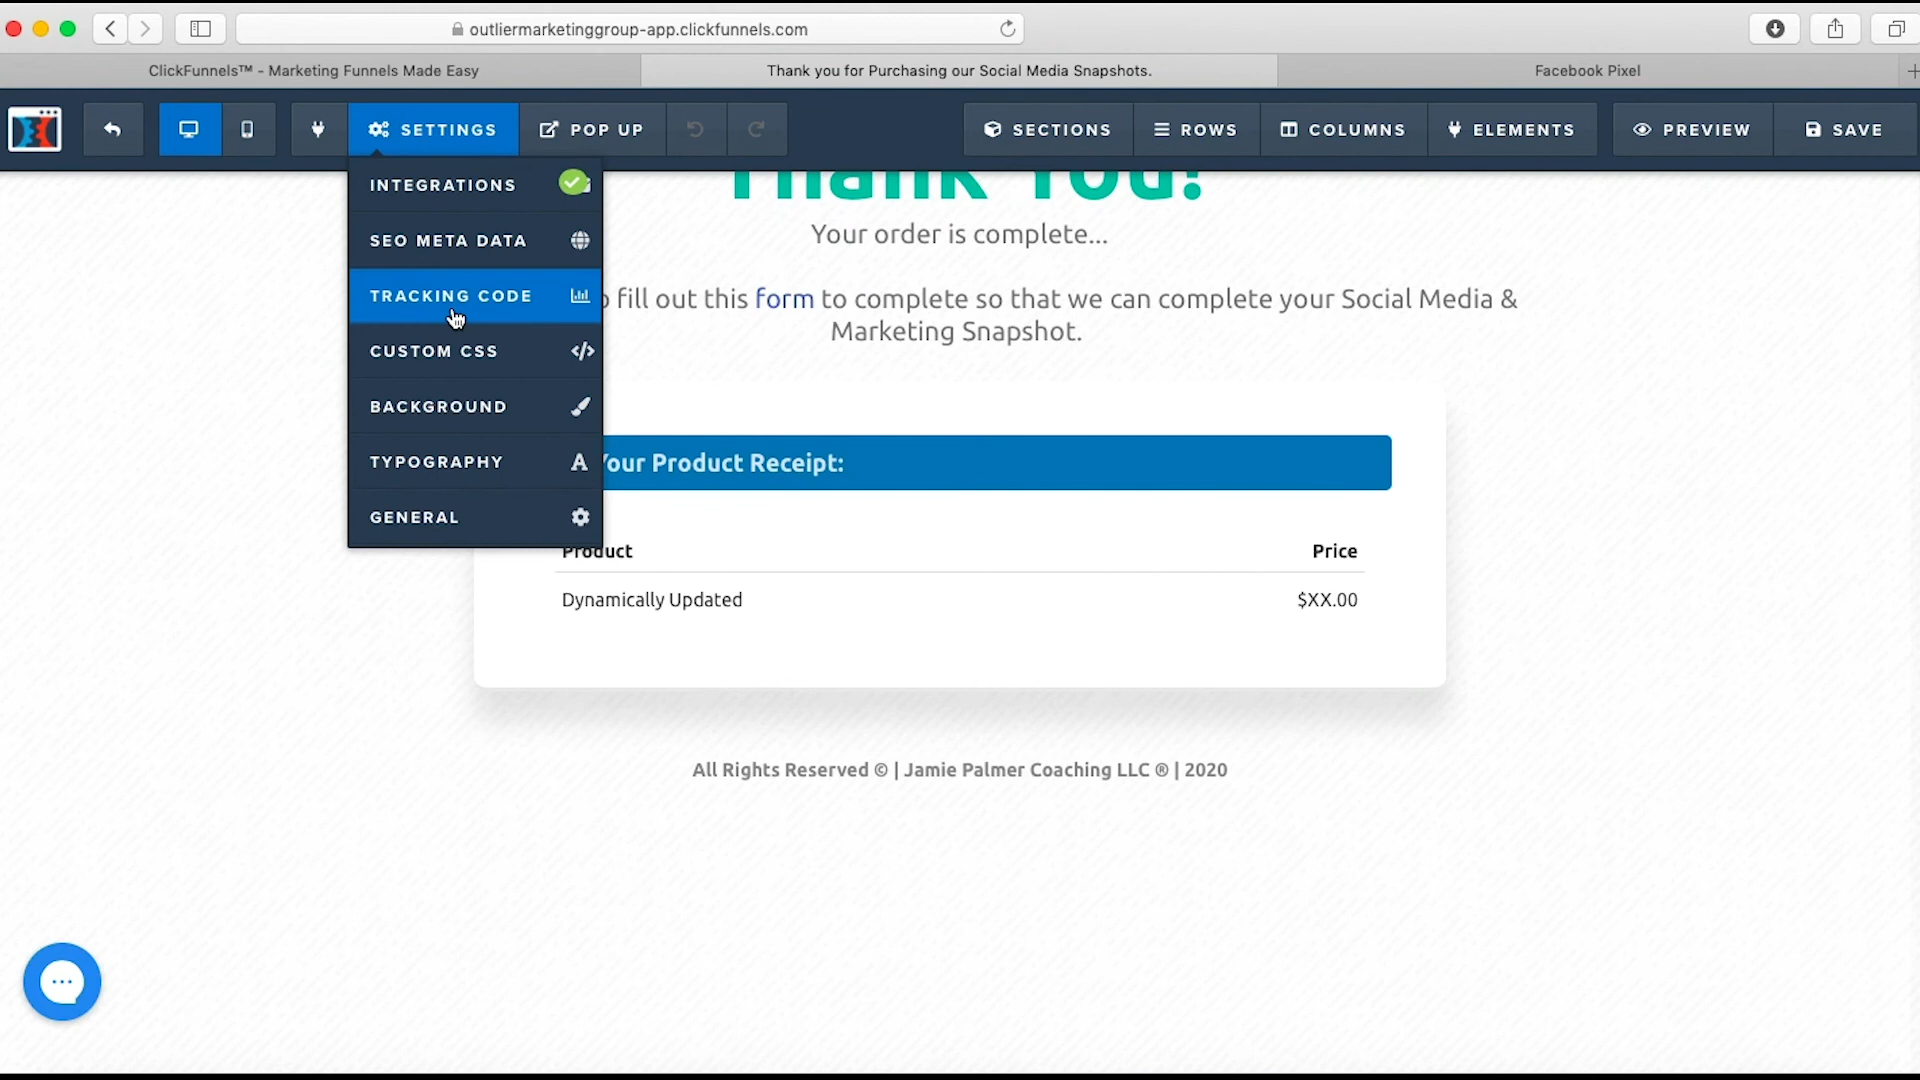 outliermarketinggroup-app.clickfunnels.com
ClickFunnels™ - Marketing Funnels Made Easy
Thank you for Purchasing our Social Media Snapshots.
Facebook Pixel
SETTINGS
POP UP
SECTIONS
ROWS
COLUMNS
ELEMENTS
PREVIEW
SAVE
INTEGRATIONS
SEO META DATA
TRACKING CODE
CUSTOM CSS
BACKGROUND
TYPOGRAPHY
GENERAL
Thank You!
Your order is complete...
fill out this form to complete so that we can complete your Social Media &
Marketing Snapshot.
Your Product Receipt:
Product Price
Dynamically Updated $XX.00
All Rights Reserved © | Jamie Palmer Coaching LLC ® | 2020